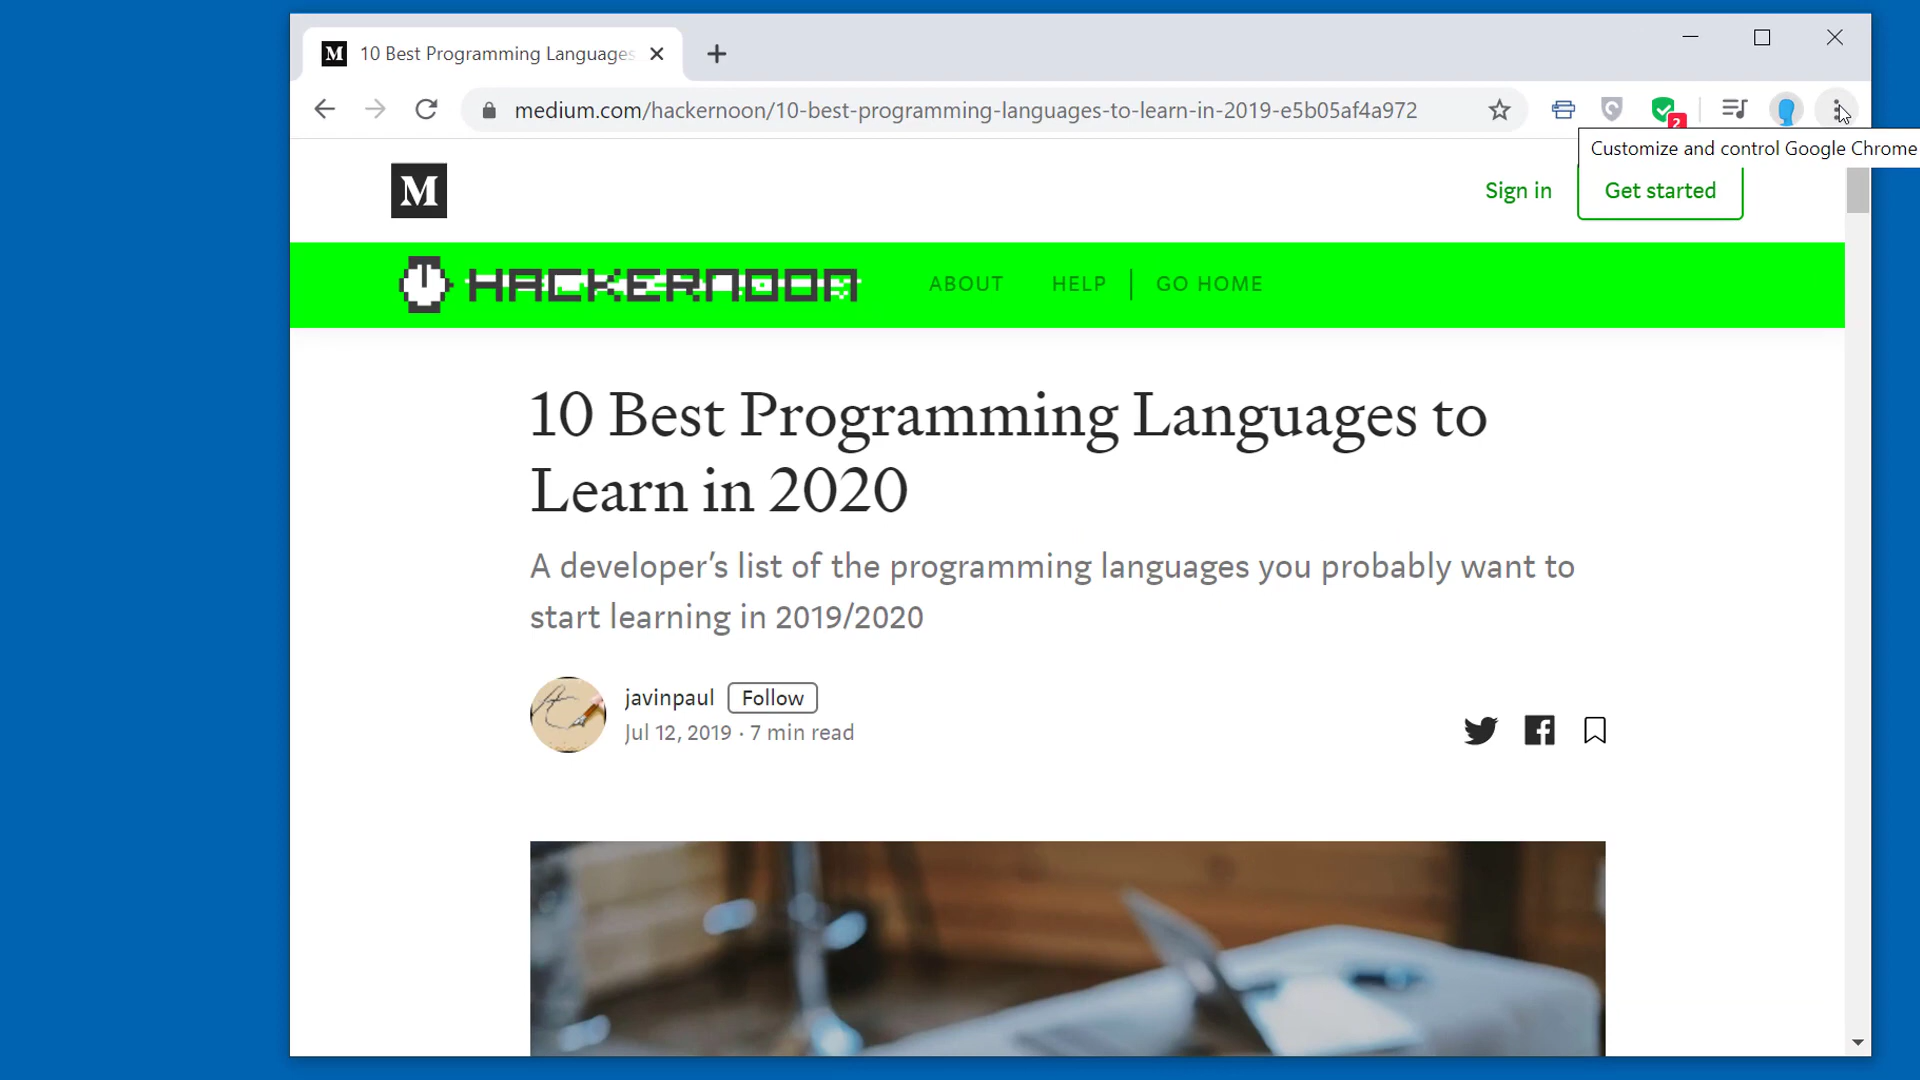 M 10 Best Programming Languages
medium.com/hackernoon/10-best-programming-languages-to-learn-in-2019-e5b05af4a972
2
Customize and control Google Chrome
M
Sign in
Get started
HACKERNOON
ABOUT
HELP
GO HOME
10 Best Programming Languages to
Learn in 2020
A developer’s list of the programming languages you probably want to
start learning in 2019/2020
javinpaul Follow
Jul 12, 2019 · 7 min read